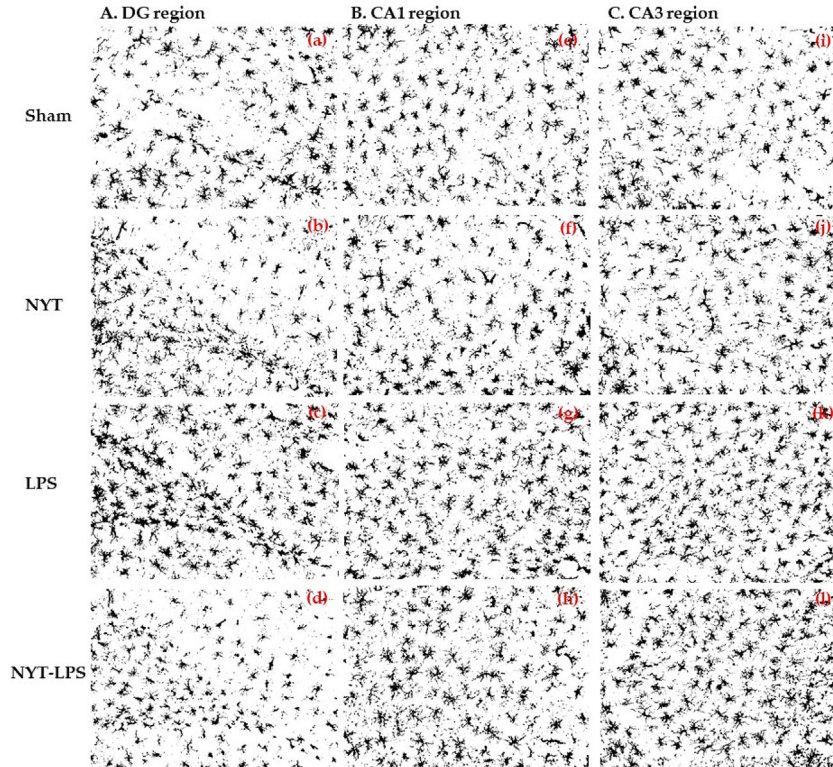 A. DG region B. CA1 region C. CA3 region
Sham (a) (e) (i)
NYT (b) (f) (j)
LPS (c) (g) (k)
NYT-LPS (d) (h) (l)